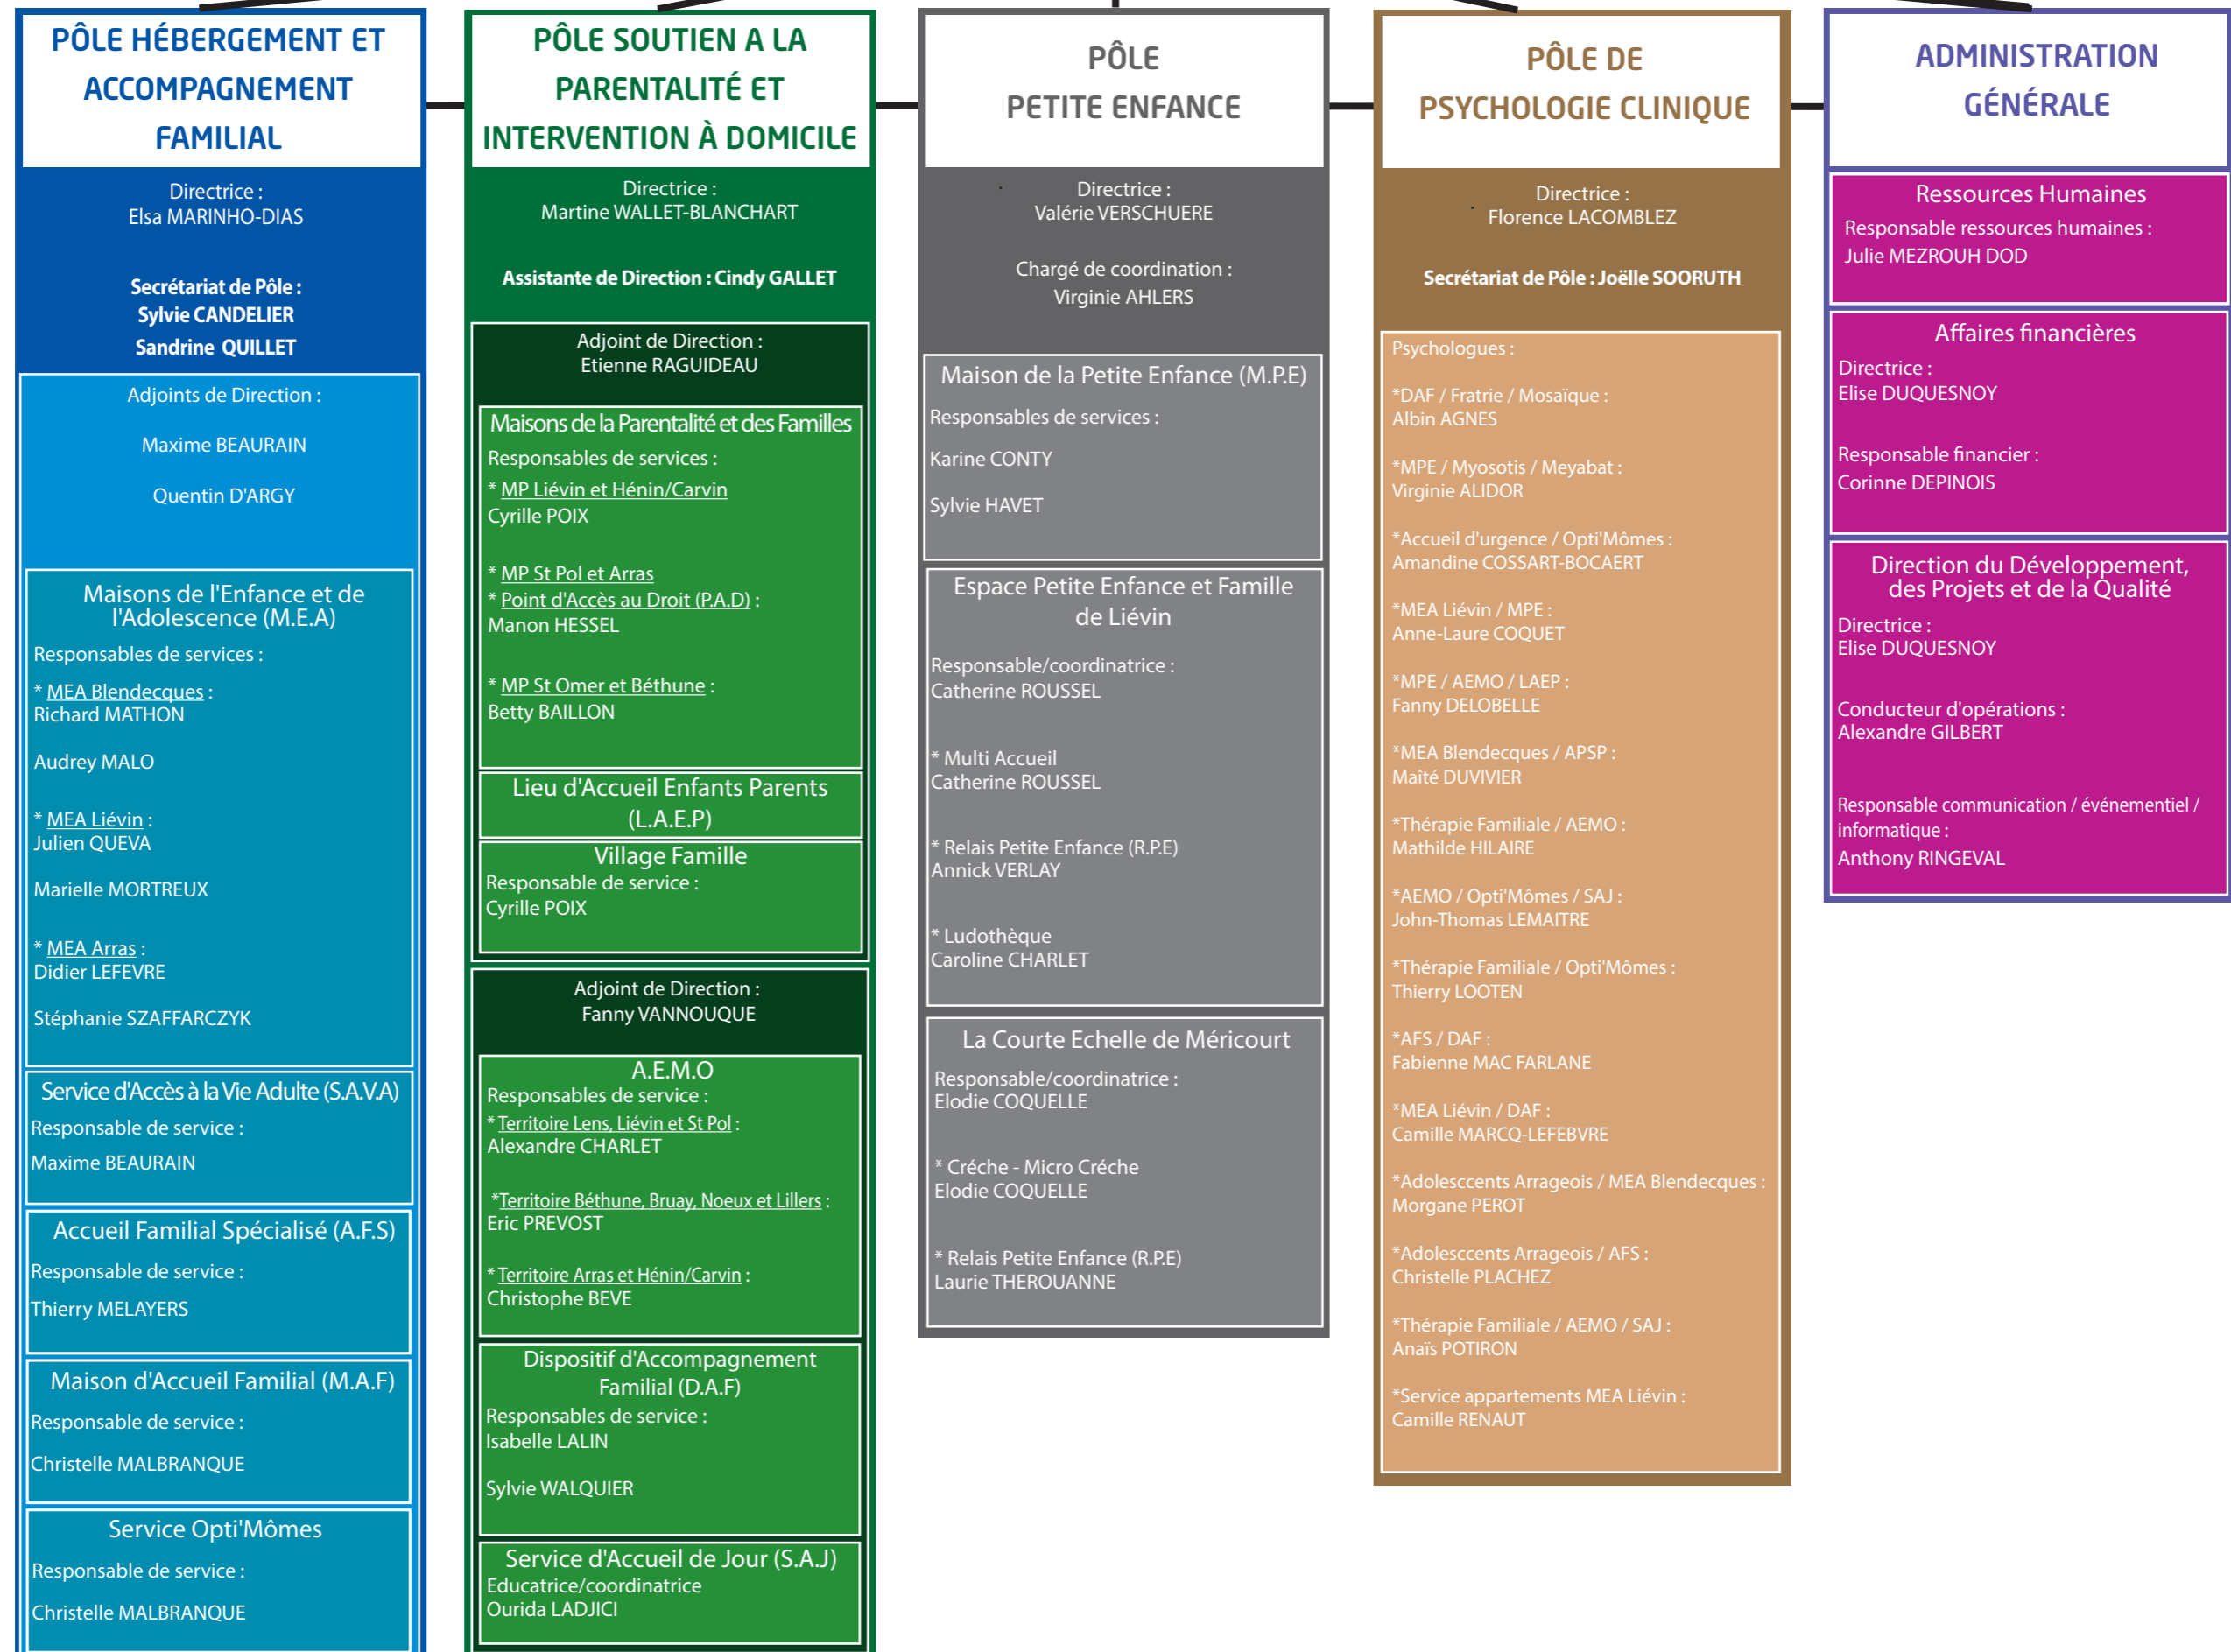 PÔLE HÉBERGEMENT ET
ACCOMPAGNEMENT
FAMILIAL
Directrice :
Elsa MARINHO-DIAS
Secrétariat de Pôle :
Sylvie CANDELIER
Sandrine QUILLET
Adjoints de Direction :
Maxime BEAURAIN
Quentin D'ARGY
Maisons de l'Enfance et de
l'Adolescence (M.E.A)
Responsables de services :
* MEA Blendecques :
Richard MATHON
Audrey MALO
* MEA Liévin :
Julien QUEVA
Marielle MORTREUX
* MEA Arras :
Didier LEFEVRE
Stéphanie SZAFFARCZYK
Service d'Accès à la Vie Adulte (S.A.V.A)
Responsable de service :
Maxime BEAURAIN
Accueil Familial Spécialisé (A.F.S)
Responsable de service :
Thierry MELAYERS
Maison d'Accueil Familial (M.A.F)
Responsable de service :
Christelle MALBRANQUE
Service Opti'Mômes
Responsable de service :
Christelle MALBRANQUE
PÔLE SOUTIEN A LA
PARENTALITÉ ET
INTERVENTION À DOMICILE
Directrice :
Martine WALLET-BLANCHART
Assistante de Direction : Cindy GALLET
Adjoint de Direction :
Etienne RAGUIDEAU
Maisons de la Parentalité et des Familles
Responsables de services :
* MP Liévin et Hénin/Carvin
Cyrille POIX
* MP St Pol et Arras
* Point d'Accès au Droit (P.A.D) :
Manon HESSEL
* MP St Omer et Béthune :
Betty BAILLON
Lieu d'Accueil Enfants Parents
(L.A.E.P)
Village Famille
Responsable de service :
Cyrille POIX
Adjoint de Direction :
Fanny VANNOUQUE
A.E.M.O
Responsables de service :
* Territoire Lens, Liévin et St Pol :
Alexandre CHARLET
*Territoire Béthune, Bruay, Noeux et Lillers :
Eric PREVOST
* Territoire Arras et Hénin/Carvin :
Christophe BEVE
Dispositif d'Accompagnement
Familial (D.A.F)
Responsables de service :
Isabelle LALIN
Sylvie WALQUIER
Service d'Accueil de Jour (S.A.J)
Educatrice/coordinatrice
Ourida LADJICI
PÔLE
PETITE ENFANCE
Directrice :
Valérie VERSCHUERE
Chargé de coordination :
Virginie AHLERS
Maison de la Petite Enfance (M.P.E)
Responsables de services :
Karine CONTY
Sylvie HAVET
Espace Petite Enfance et Famille
de Liévin
Responsable/coordinatrice :
Catherine ROUSSEL
* Multi Accueil
Catherine ROUSSEL
* Relais Petite Enfance (R.P.E)
Annick VERLAY
* Ludothèque
Caroline CHARLET
La Courte Echelle de Méricourt
Responsable/coordinatrice :
Elodie COQUELLE
* Créche - Micro Créche
Elodie COQUELLE
* Relais Petite Enfance (R.P.E)
Laurie THEROUANNE
PÔLE DE
PSYCHOLOGIE CLINIQUE
Directrice :
Florence LACOMBLEZ
Secrétariat de Pôle : Joëlle SOORUTH
Psychologues :
*DAF / Fratrie / Mosaïque :
Albin AGNES
*MPE / Myosotis / Meyabat :
Virginie ALIDOR
*Accueil d'urgence / Opti'Mômes :
Amandine COSSART-BOCAERT
*MEA Liévin / MPE :
Anne-Laure COQUET
*MPE / AEMO / LAEP :
Fanny DELOBELLE
*MEA Blendecques / APSP :
Maîté DUVIVIER
*Thérapie Familiale / AEMO :
Mathilde HILAIRE
*AEMO / Opti'Mômes / SAJ :
John-Thomas LEMAITRE
*Thérapie Familiale / Opti'Mômes :
Thierry LOOTEN
*AFS / DAF :
Fabienne MAC FARLANE
*MEA Liévin / DAF :
Camille MARCQ-LEFEBVRE
*Adolesccents Arrageois / MEA Blendecques :
Morgane PEROT
*Adolesccents Arrageois / AFS :
Christelle PLACHEZ
*Thérapie Familiale / AEMO / SAJ :
Anaïs POTIRON
*Service appartements MEA Liévin :
Camille RENAUT
ADMINISTRATION
GÉNÉRALE
Ressources Humaines
Responsable ressources humaines :
Julie MEZROUH DOD
Affaires financières
Directrice :
Elise DUQUESNOY
Responsable financier :
Corinne DEPINOIS
Direction du Développement,
des Projets et de la Qualité
Directrice :
Elise DUQUESNOY
Conducteur d'opérations :
Alexandre GILBERT
Responsable communication / événementiel /
informatique :
Anthony RINGEVAL